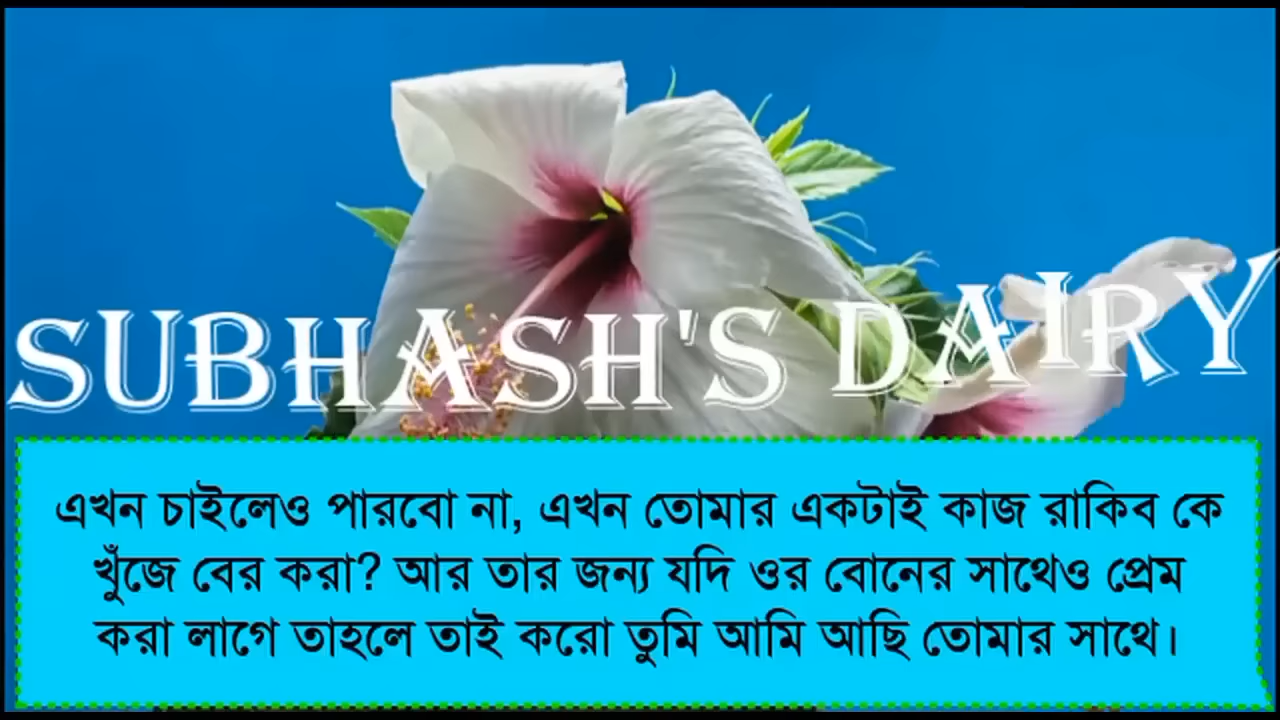 SUBHASH'S DAIRY
এখন চাইলেও পারবো না, এখন তোমার একটাই কাজ রাকিব কে
খুঁজে বের করা? আর তার জন্য যদি ওর বোনের সাথেও প্রেম
করা লাগে তাহলে তাই করো তুমি আমি আছি তোমার সাথে।